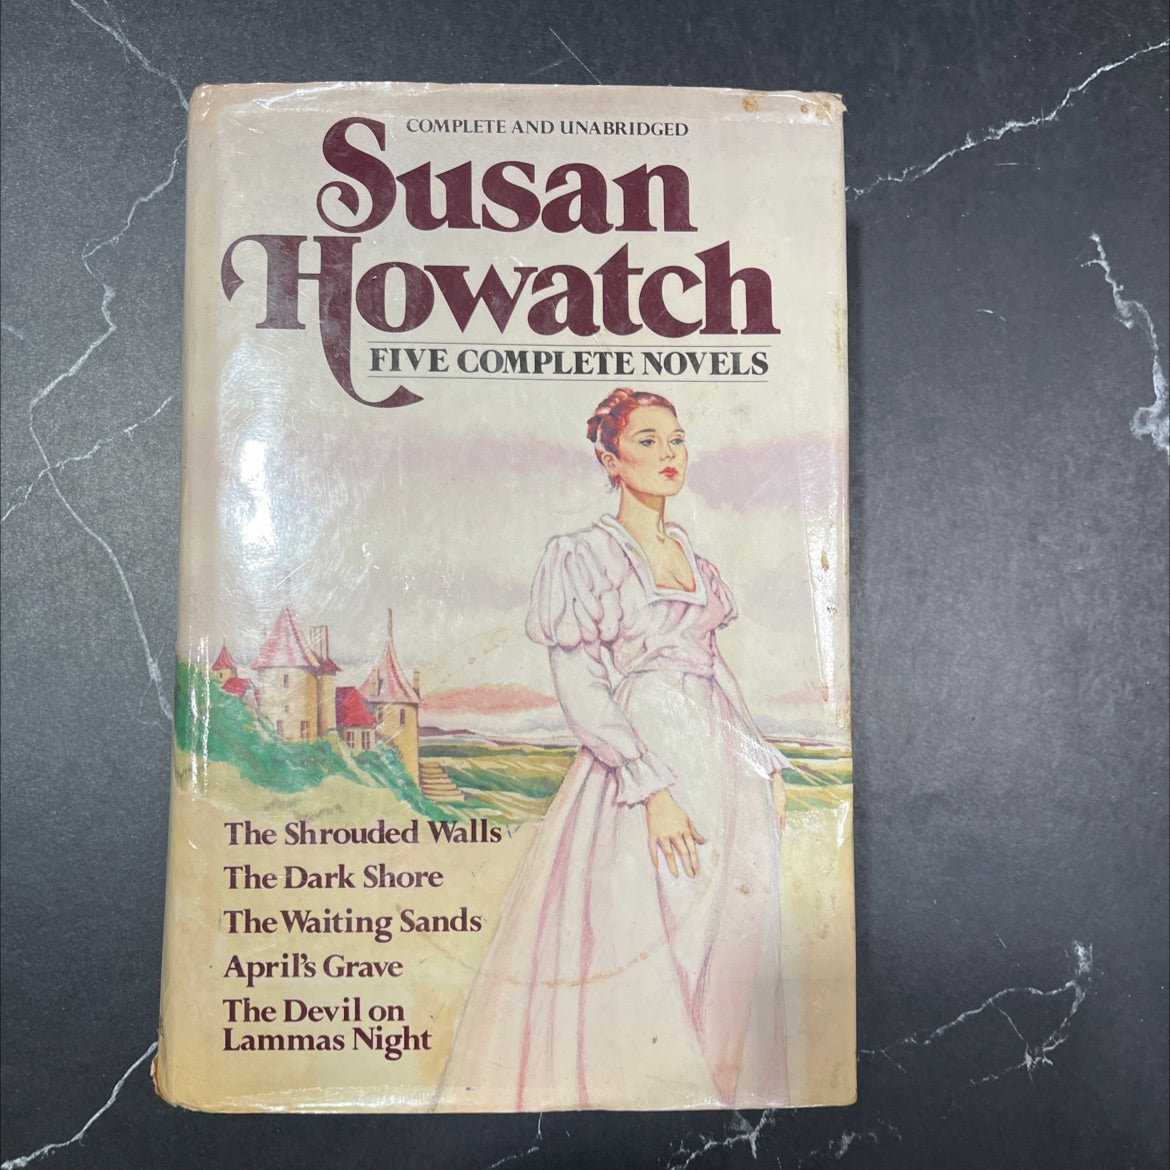 COMPLETE AND UNABRIDGED
Susan
Howatch
FIVE COMPLETE NOVELS
The Shrouded Walls
The Dark Shore
The Waiting Sands
April's Grave
The Devil on
Lammas Night